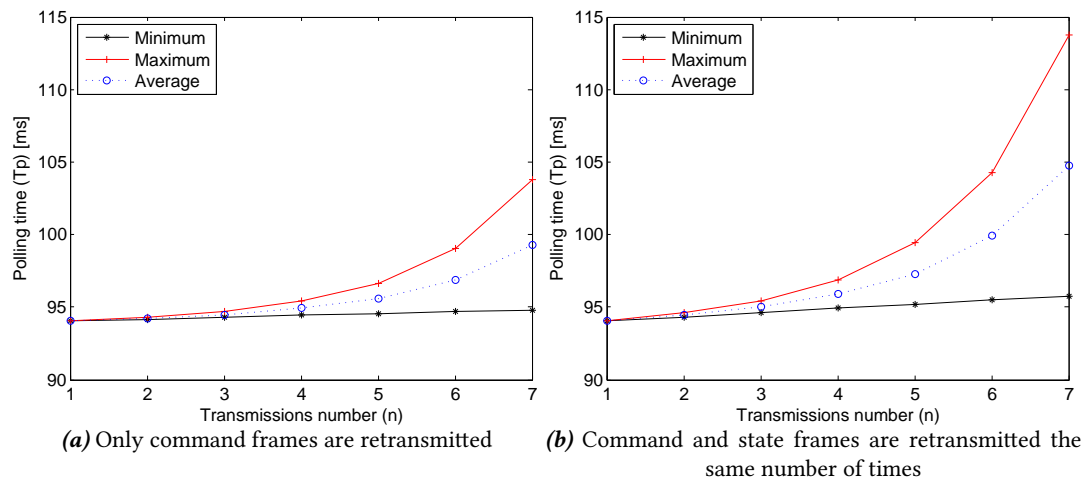 115
110
105
100
95
90
Polling time (Tp) [ms]
Minimum
Maximum
Average
1 2 3 4 5 6 7
Transmissions number (n)
(a) Only command frames are retransmitted
115
110
105
100
95
90
Polling time (Tp) [ms]
Minimum
Maximum
Average
1 2 3 4 5 6 7
Transmissions number (n)
(b) Command and state frames are retransmitted the
same number of times